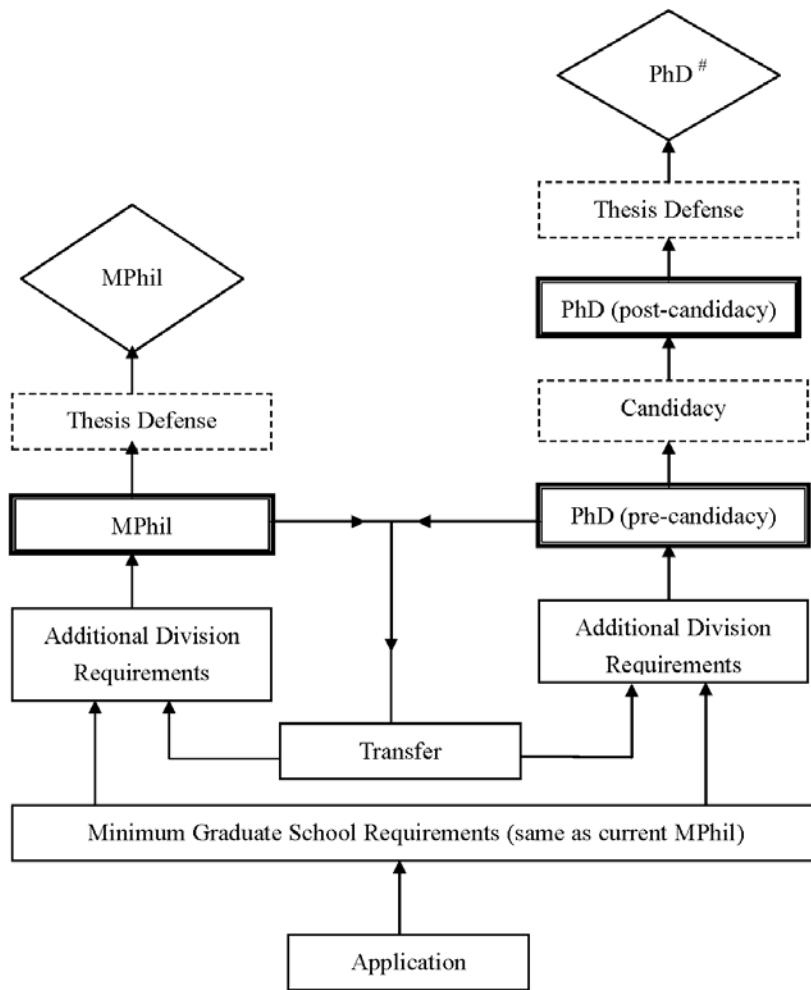 PhD #
Thesis Defense
MPhil
PhD (post-candidacy)
Thesis Defense
Candidacy
MPhil
PhD (pre-candidacy)
Additional Division
Requirements
Additional Division
Requirements
Transfer
Minimum Graduate School Requirements (same as current MPhil)
Application